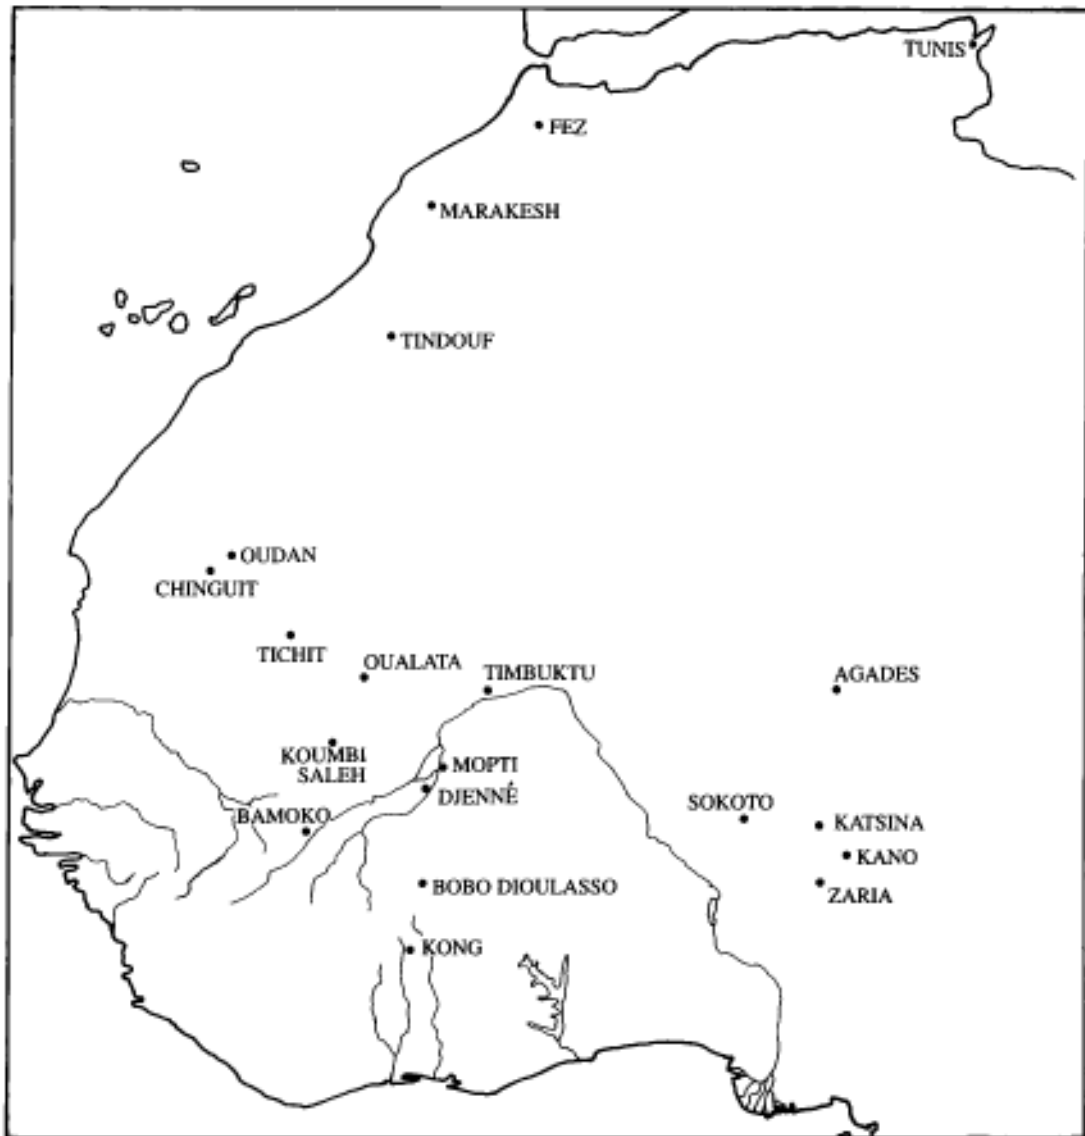 TUNIS
FEZ
MARAKESH
TINDOUF
OUDAN
CHINGUIT
TICHIT
OUALATA
TIMBUKTU
AGADES
KOUMBI
SALEH
MOPTI
DJENNÉ
SOKOTO
BAMOKO
KATSINA
KANO
BOBO DIOULASSO
ZARIA
KONG